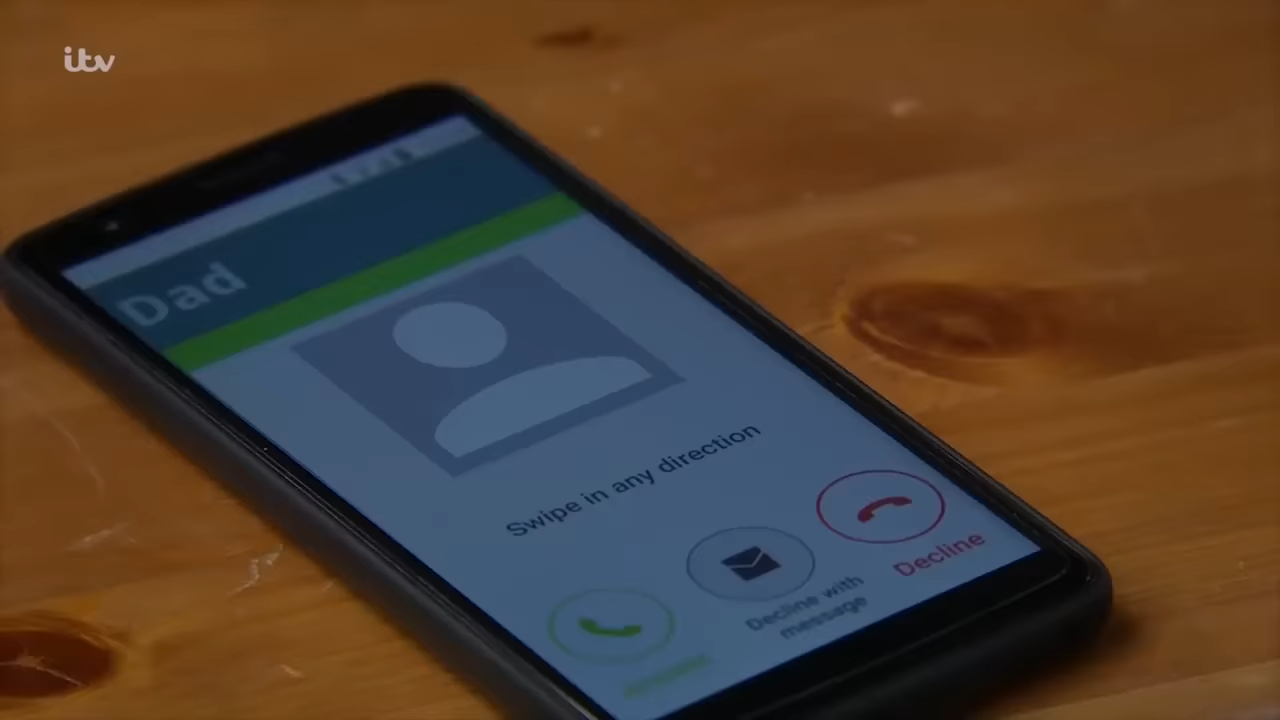 itv
Dad
Swipe in any direction
Decline
Decline with
message